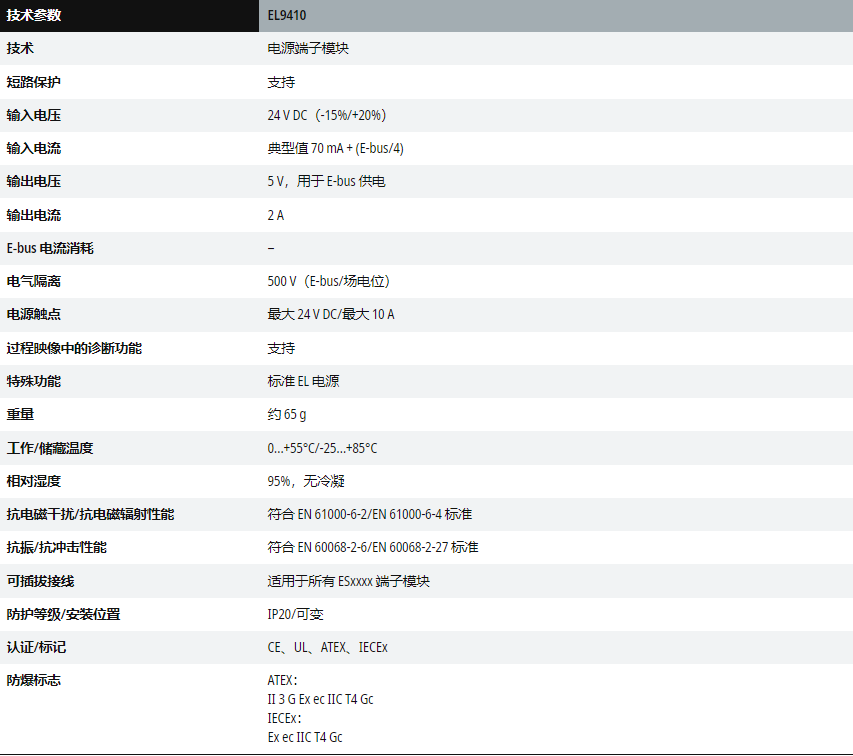 技术参数 EL9410
技术 电源端子模块
短路保护 支持
输入电压 24 V DC（-15%/+20%）
输入电流 典型值 70 mA + (E-bus/4)
输出电压 5 V，用于 E-bus 供电
输出电流 2 A
E-bus 电流消耗 –
电气隔离 500 V（E-bus/场电位）
电源触点 最大 24 V DC/最大 10 A
过程映像中的诊断功能 支持
特殊功能 标准 EL 电源
重量 约 65 g
工作/储藏温度 0…+55°C/-25…+85°C
相对湿度 95%，无冷凝
抗电磁干扰/抗电磁辐射性能 符合 EN 61000-6-2/EN 61000-6-4 标准
抗振/抗冲击性能 符合 EN 60068-2-6/EN 60068-2-27 标准
可插拔接线 适用于所有 ESxxxx 端子模块
防护等级/安装位置 IP20/可变
认证/标记 CE、UL、ATEX、IECEx
防爆标志 ATEX：
II 3 G Ex ec IIC T4 Gc
IECEx：
Ex ec IIC T4 Gc